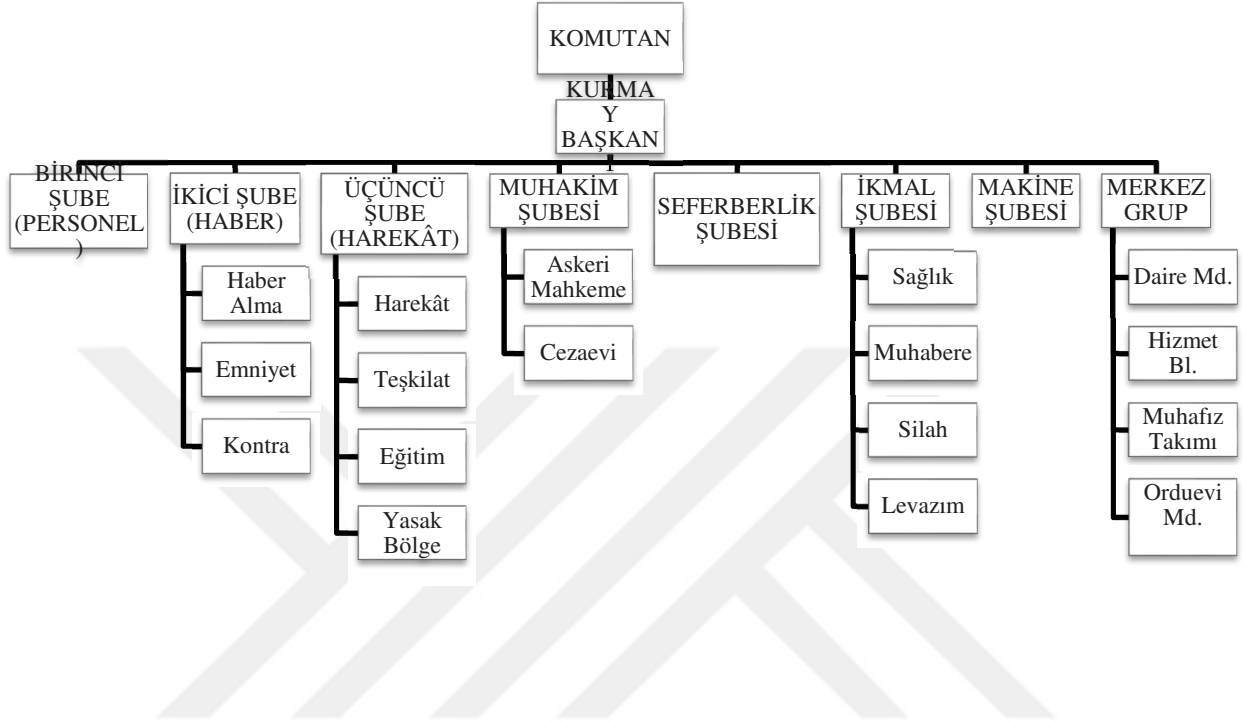 KOMUTAN
KURMA
Y
BAŞKAN
I
BİRİNCİ
ŞUBE
(PERSONEL
)
İKİCİ ŞUBE
(HABER)
Haber
Alma
Emniyet
Kontra
ÜÇÜNCÜ
ŞUBE
(HAREKÂT)
Harekât
Teşkilat
Eğitim
Yasak
Bölge
MUHAKİM
ŞUBESİ
Askeri
Mahkeme
Cezaevi
SEFERBERLİK
ŞUBESİ
İKMAL
ŞUBESİ
Sağlık
Muhabere
Silah
Levazım
MAKİNE
ŞUBESİ
MERKEZ
GRUP
Daire Md.
Hizmet
Bl.
Muhafız
Takımı
Orduevi
Md.